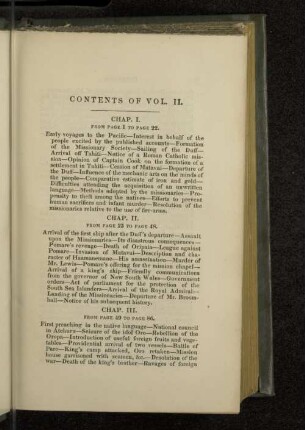 CONTENTS OF VOL. II.
CHAP. I.
FROM PAGE 1 TO PAGE 22.
Early voyages to the Pacific—Interest in behalf of the
people excited by the published accounts—Formation
of the Missionary Society—Sailing of the Duff—
Arrival off Tahiti—Notice of a Roman Catholic mis-
sion—Opinion of Captain Cook on the formation of a
settlement in Tahiti—Cession of Matavai—Departure of
the Duff—Influence of the mechanic arts on the minds of
the people—Comparative estimate of iron and gold—
Difficulties attending the acquisition of an unwritten
language—Methods adopted by the missionaries—Pro-
pensity to theft among the natives—Efforts to prevent
human sacrifices and infant murder—Resolution of the
missionaries relative to the use of fire-arms.
CHAP. II.
FROM PAGE 23 TO PAGE 48.
Arrival of the first ship after the Duff's departure—Assault
upon the Missionaries—Its disastrous consequences—
Pomare's revenge—Death of Oripaia—League against
Pomare—Invasion of Matavai—Description and cha-
racter of Haamanemane—His assassination—Murder of
Mr. Lewis—Pomare's offering for the mission chapel—
Arrival of a king's ship—Friendly communications
from the governor of New South Wales—Government
orders—Act of parliament for the protection of the
South Sea Islanders—Arrival of the Royal Admiral—
Landing of the Missionaries—Departure of Mr. Broom-
hall—Notice of his subsequent history.
CHAP. III.
FROM PAGE 49 TO PAGE 86.
First preaching in the native language—National council
in Atehuru—Seizure of the idol Oro—Rebellion of the
Oropa—Introduction of useful foreign fruits and vege-
tables—Providential arrival of two vessels—Battle of
Pare—King's camp attacked, Oro retaken—Mission
house garrisoned with seamen, &c.—Desolation of the
war—Death of the king's brother—Ravages of foreign